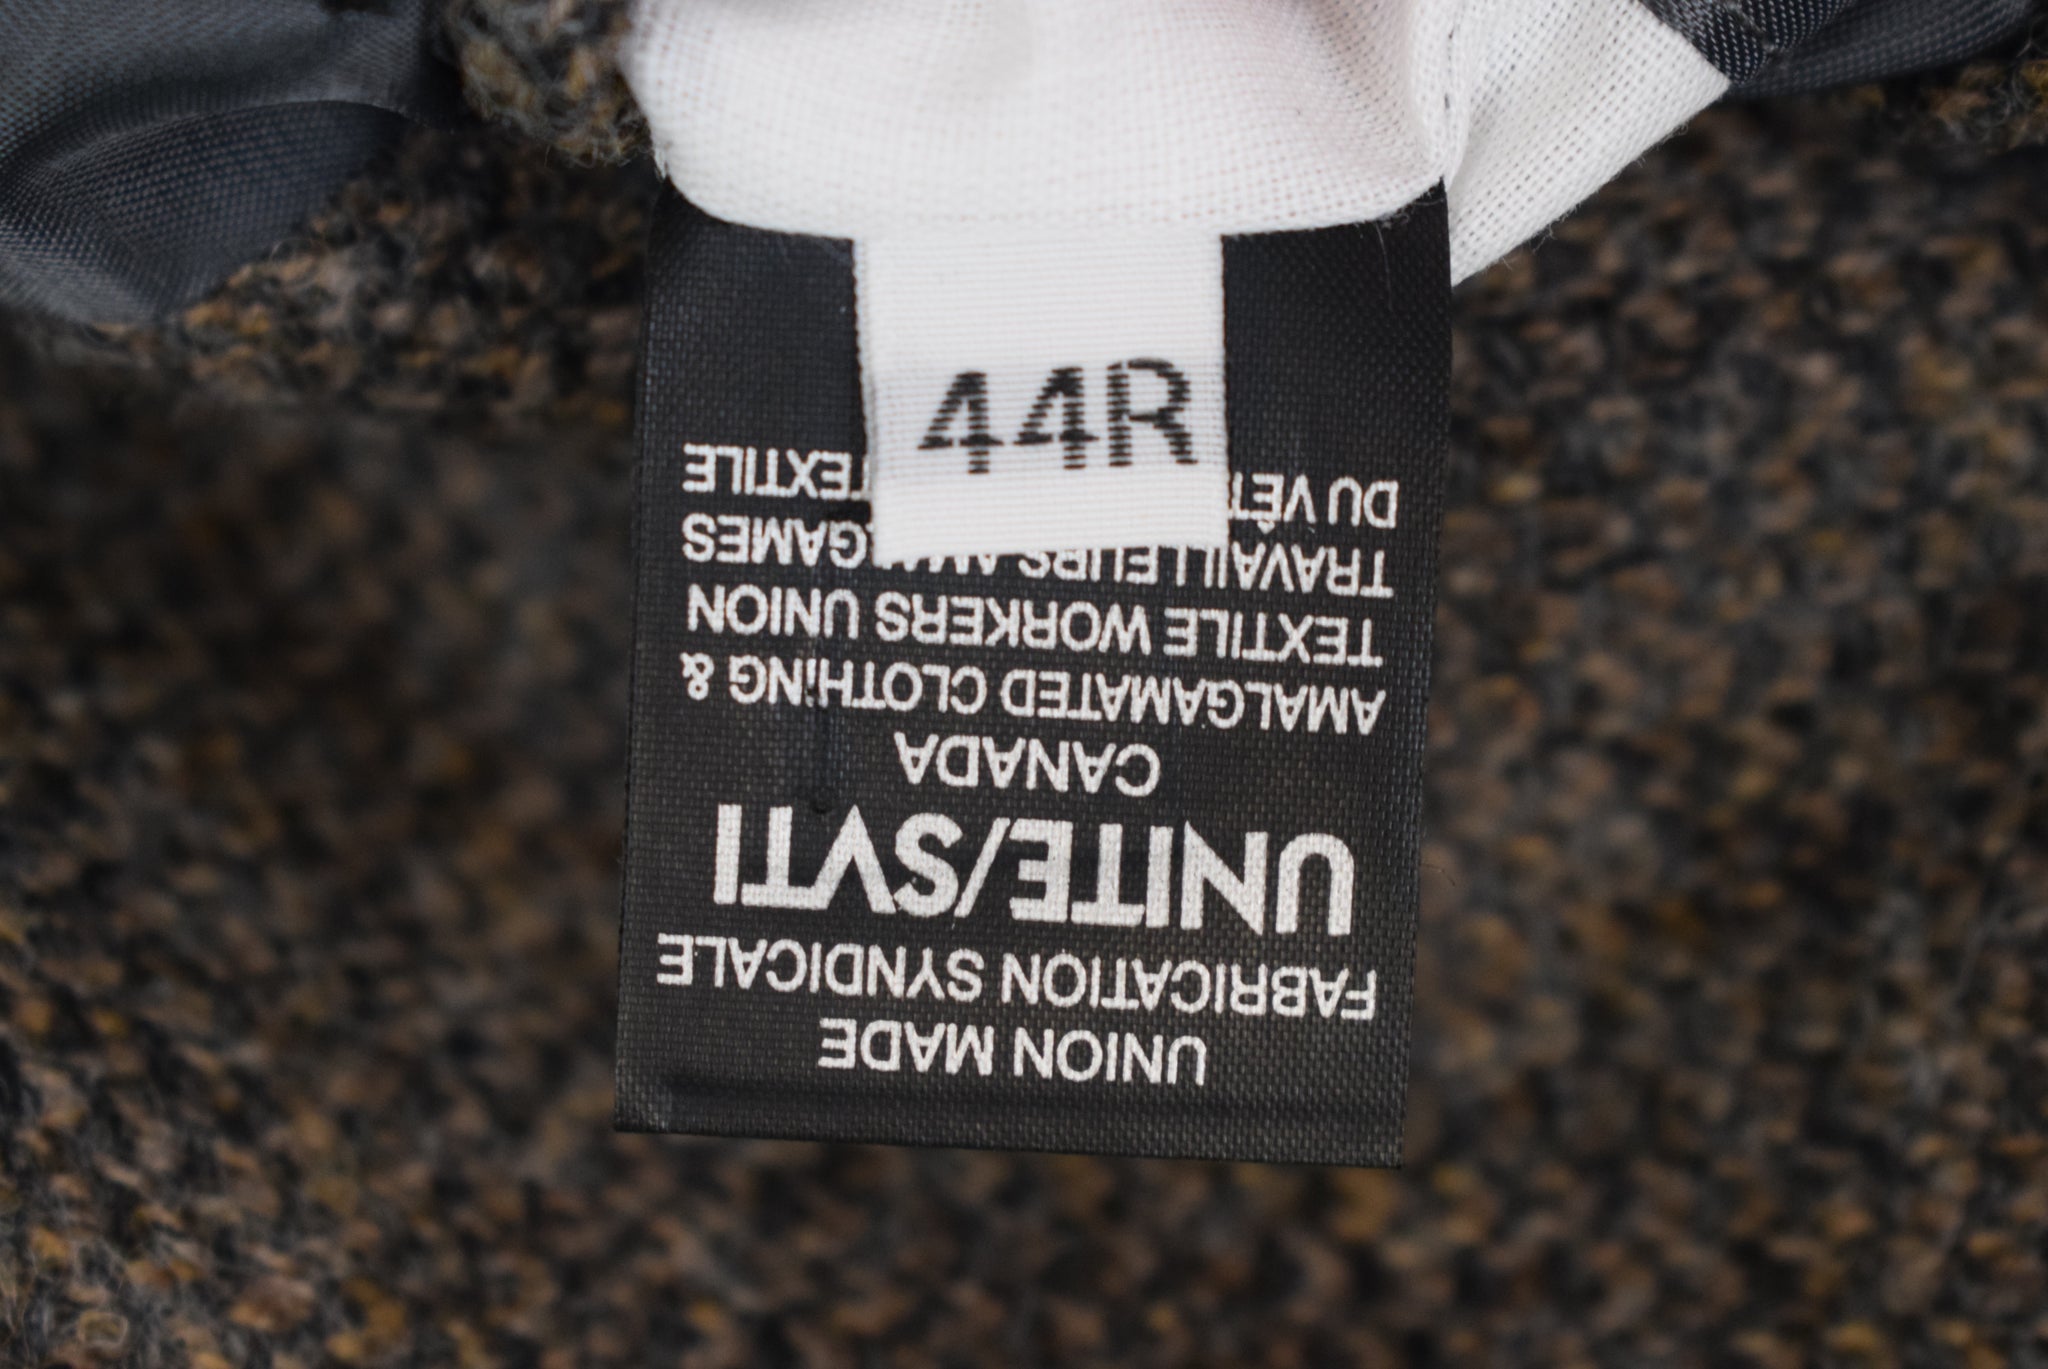 44R
UNION MADE
FABRICATION SYNDICALE
UNITE/SVTI
CANADA
AMALGAMATED CLOTHING &
TEXTILE WORKERS UNION
TRAVAILLEURS AMALGAMES
DU TEXTILE